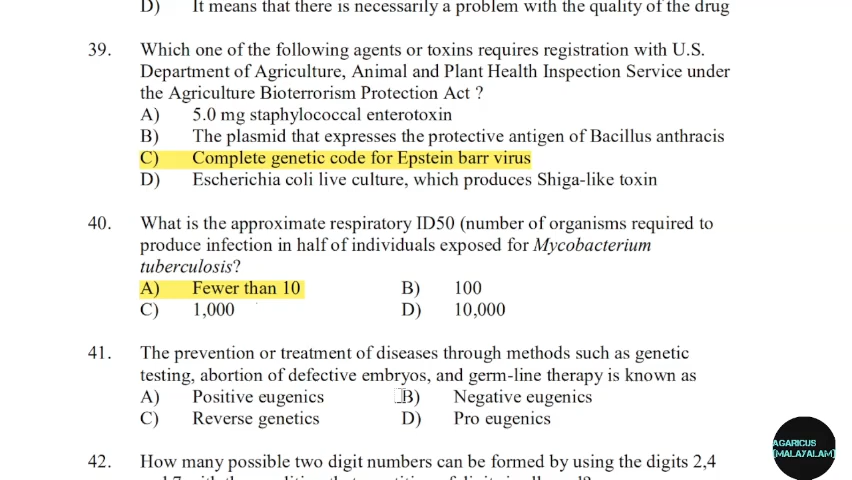 D) It means that there is necessarily a problem with the quality of the drug
39. Which one of the following agents or toxins requires registration with U.S.
Department of Agriculture, Animal and Plant Health Inspection Service under
the Agriculture Bioterrorism Protection Act ?
A) 5.0 mg staphylococcal enterotoxin
B) The plasmid that expresses the protective antigen of Bacillus anthracis
C) Complete genetic code for Epstein barr virus
D) Escherichia coli live culture, which produces Shiga-like toxin
40. What is the approximate respiratory ID50 (number of organisms required to
produce infection in half of individuals exposed for Mycobacterium
tuberculosis?
A) Fewer than 10 B) 100
C) 1,000 D) 10,000
41. The prevention or treatment of diseases through methods such as genetic
testing, abortion of defective embryos, and germ-line therapy is known as
A) Positive eugenics B) Negative eugenics
C) Reverse genetics D) Pro eugenics
AGARICUS
[MALAYALAM]
42. How many possible two digit numbers can be formed by using the digits 2,4